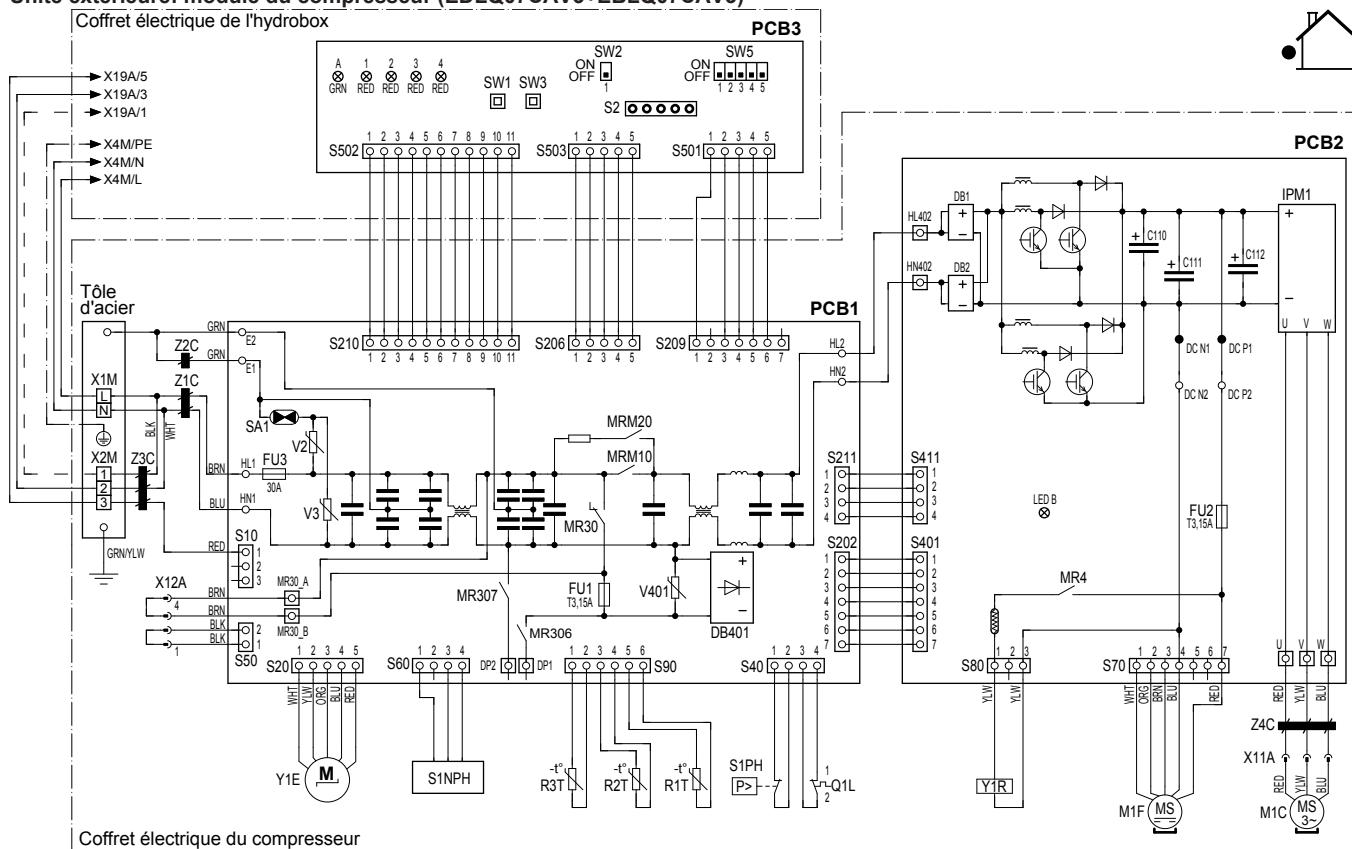 Unité extérieure: module du compresseur (EDLQ07CAV3+EBLQ07CAV3)
Coffret électrique de l'hydrobox
PCB3
X19A/5
X19A/3
X19A/1
X4M/PE
X4M/N
X4M/L
A 1 2 3 4
GRN RED RED RED RED
SW1 SW3
SW2
ON
OFF
1
SW5
ON
OFF
1 2 3 4 5
S2
S502 1 2 3 4 5 6 7 8 9 10 11
S503 1 2 3 4 5
S501 1 2 3 4 5
PCB2
Tôle
d'acier
PCB1
S210 1 2 3 4 5 6 7 8 9 10 11
S206 1 2 3 4 5
S209 1 2 3 4 5 6 7
GRN E2
GRN E1
Z2C
Z1C
X1M
L
N
BLK
WHT
X2M
1
2
3
Z3C
GRN/YLW
SA1
V2
BRN HL1 FU3
30A
BLU HN1
V3
MRM20
MRM10
MR30
HL2
HN2
HL402
HN402
DB1
+
-
DB2
+
-
C110
+
C111
+
C112
+
IPM1
+
-
U V W
DC N1 DC P1
DC N2 DC P2
S211
1
2
3
4
S411
1
2
3
4
S202
1
2
3
4
5
6
7
S401
1
2
3
4
5
6
7
LED B
FU2
T3,15A
MR4
RED S10
1
2
3
X12A
4
1
BRN MR30_A
BRN MR30_B
BLK 2
BLK 1
S50
MR307
MR306
FU1
T3,15A
V401
+
-
DB401
S20 1 2 3 4 5
WHT YLW ORG BLU RED
S60 1 2 3 4
DP2 DP1
1 2 3 4 5 6 S90
S40 1 2 3 4
S80 1 2 3
YLW YLW
S70 1 2 3 4 5 6 7
WHT ORG BRN BLU RED
U V W
RED YLW BLU
Z4C
X11A
RED YLW BLU
Y1E
M
S1NPH
-t°
R3T
-t°
R2T
-t°
R1T
S1PH
P>
1
Q1L
2
Y1R
M1F
MS
M1C
MS
3~
Coffret électrique du compresseur